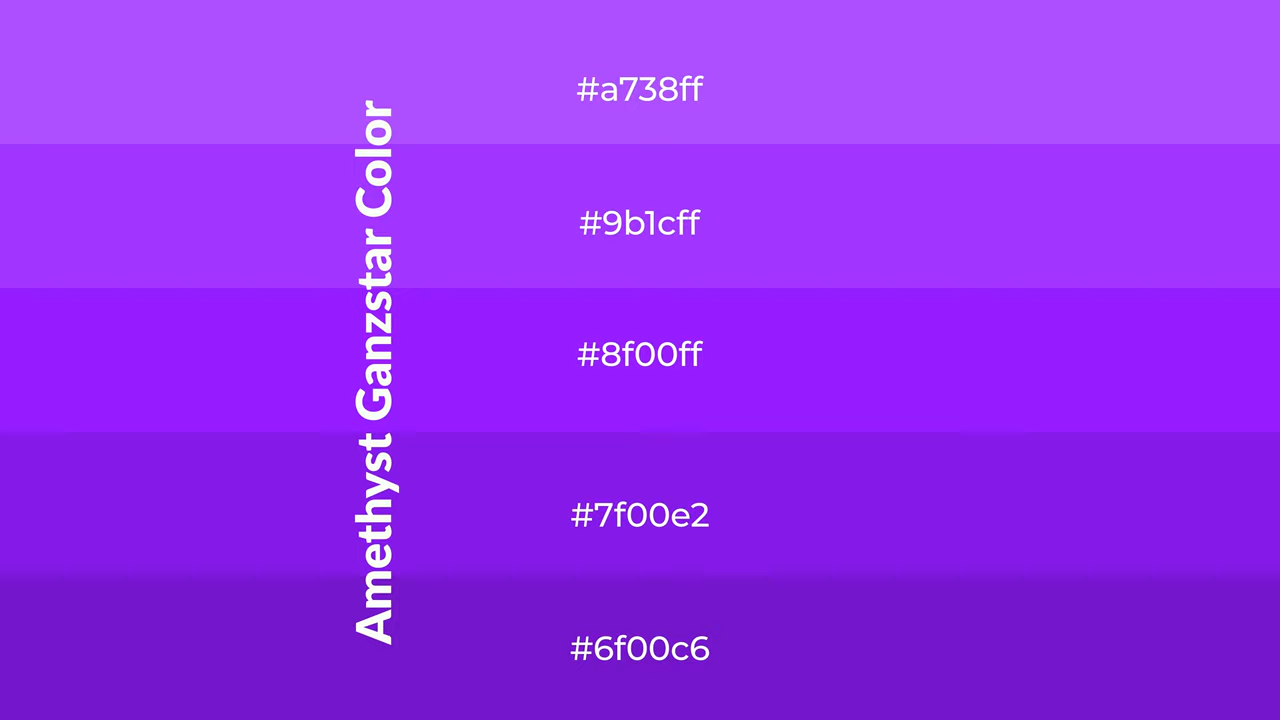 Amethyst Ganzstar Color
#a738ff
#9b1cff
#8f00ff
#7f00e2
#6f00c6